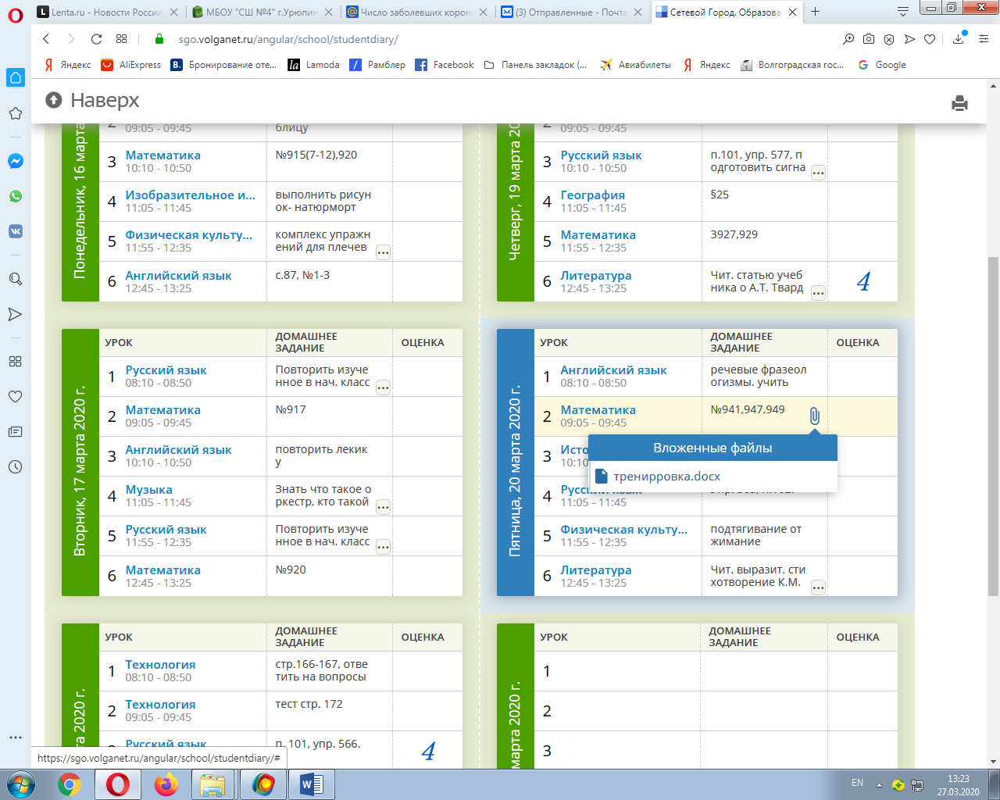 Lenta.ru - Новости России
МБОУ "СШ №4" г.Урюпин
Число заболевших корон
(3) Отправленные - Почта
Сетевой Город. Образова
sgo.volganet.ru/angular/school/studentdiary/
Яндекс
AliExpress
Бронирование оте...
Lamoda
Рамблер
Facebook
Панель закладок (...
Авиабилеты
Яндекс
Волгоградская гос...
Google
Наверх
Понедельник, 16 марта
09:05 - 09:45
блицу
3 Математика №915(7-12),920
10:10 - 10:50
4 Изобразительное и... выполнить рисун
11:05 - 11:45 ок- натюрморт
5 Физическая культу... комплекс упражн
11:55 - 12:35 ений для плечев ...
6 Английский язык с.87, №1-3
12:45 - 13:25
Четверг, 19 марта 20
09:05 - 09:45
3 Русский язык п.101, упр. 577, п
10:10 - 10:50 одготовить сигна ...
4 География §25
11:05 - 11:45
5 Математика 3927,929
11:55 - 12:35
6 Литература Чит. статью учеб 4
12:45 - 13:25 ника о А.Т. Твард ...
Вторник, 17 марта 2020 г.
УРОК ДОМАШНЕЕ ОЦЕНКА
ЗАДАНИЕ
1 Русский язык Повторить изуче
08:10 - 08:50 нное в нач. класс ...
2 Математика №917
09:05 - 09:45
3 Английский язык повторить лекик
10:10 - 10:50 у
4 Музыка Знать что такое о
11:05 - 11:45 ркестр, кто такой ...
5 Русский язык Повторить изуче
11:55 - 12:35 нное в нач. класс ...
6 Математика №920
12:45 - 13:25
Пятница, 20 марта 2020 г.
УРОК ДОМАШНЕЕ ОЦЕНКА
ЗАДАНИЕ
1 Английский язык речевые фразеол
08:10 - 08:50 огизмы. учить
2 Математика №941,947,949
09:05 - 09:45
Вложенные файлы
тренирровка.docx
3 Исто
10:10
4 Русский язык
11:05 - 11:45
5 Физическая культу... подтягивание от
11:55 - 12:35 жимание
6 Литература Чит. выразит. сти
12:45 - 13:25 хотворение К.М. ...
та 2020 г.
УРОК ДОМАШНЕЕ ОЦЕНКА
ЗАДАНИЕ
1 Технология стр.166-167, отве
08:10 - 08:50 тить на вопросы
2 Технология тест стр. 172
09:05 - 09:45
Русский язык п. 101, упр. 566. 4
марта 2020 г.
УРОК ДОМАШНЕЕ ОЦЕНКА
ЗАДАНИЕ
1
2
3
https://sgo.volganet.ru/angular/school/studentdiary/#
EN
13:23
27.03.2020